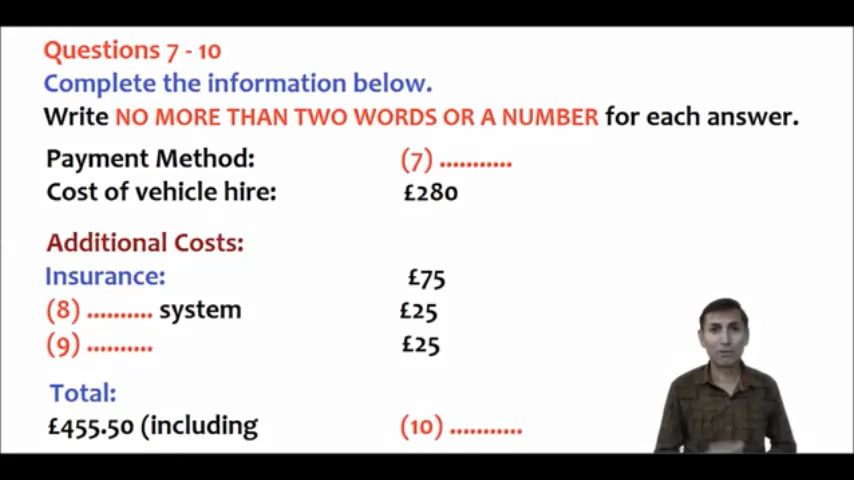 Questions 7 - 10
Complete the information below.
Write NO MORE THAN TWO WORDS OR A NUMBER for each answer.
Payment Method: (7) ...........
Cost of vehicle hire: £280
Additional Costs:
Insurance: £75
(8) .......... system £25
(9) .......... £25
Total:
£455.50 (including (10) ...........